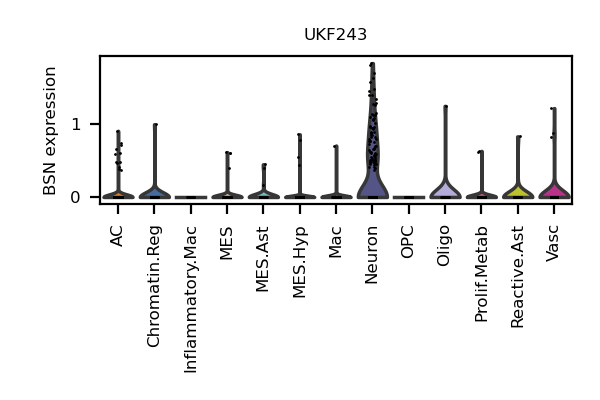 UKF243
BSN expression
1
0
AC
Chromatin.Reg
Inflammatory.Mac
MES
MES.Ast
MES.Hyp
Mac
Neuron
OPC
Oligo
Prolif.Metab
Reactive.Ast
Vasc